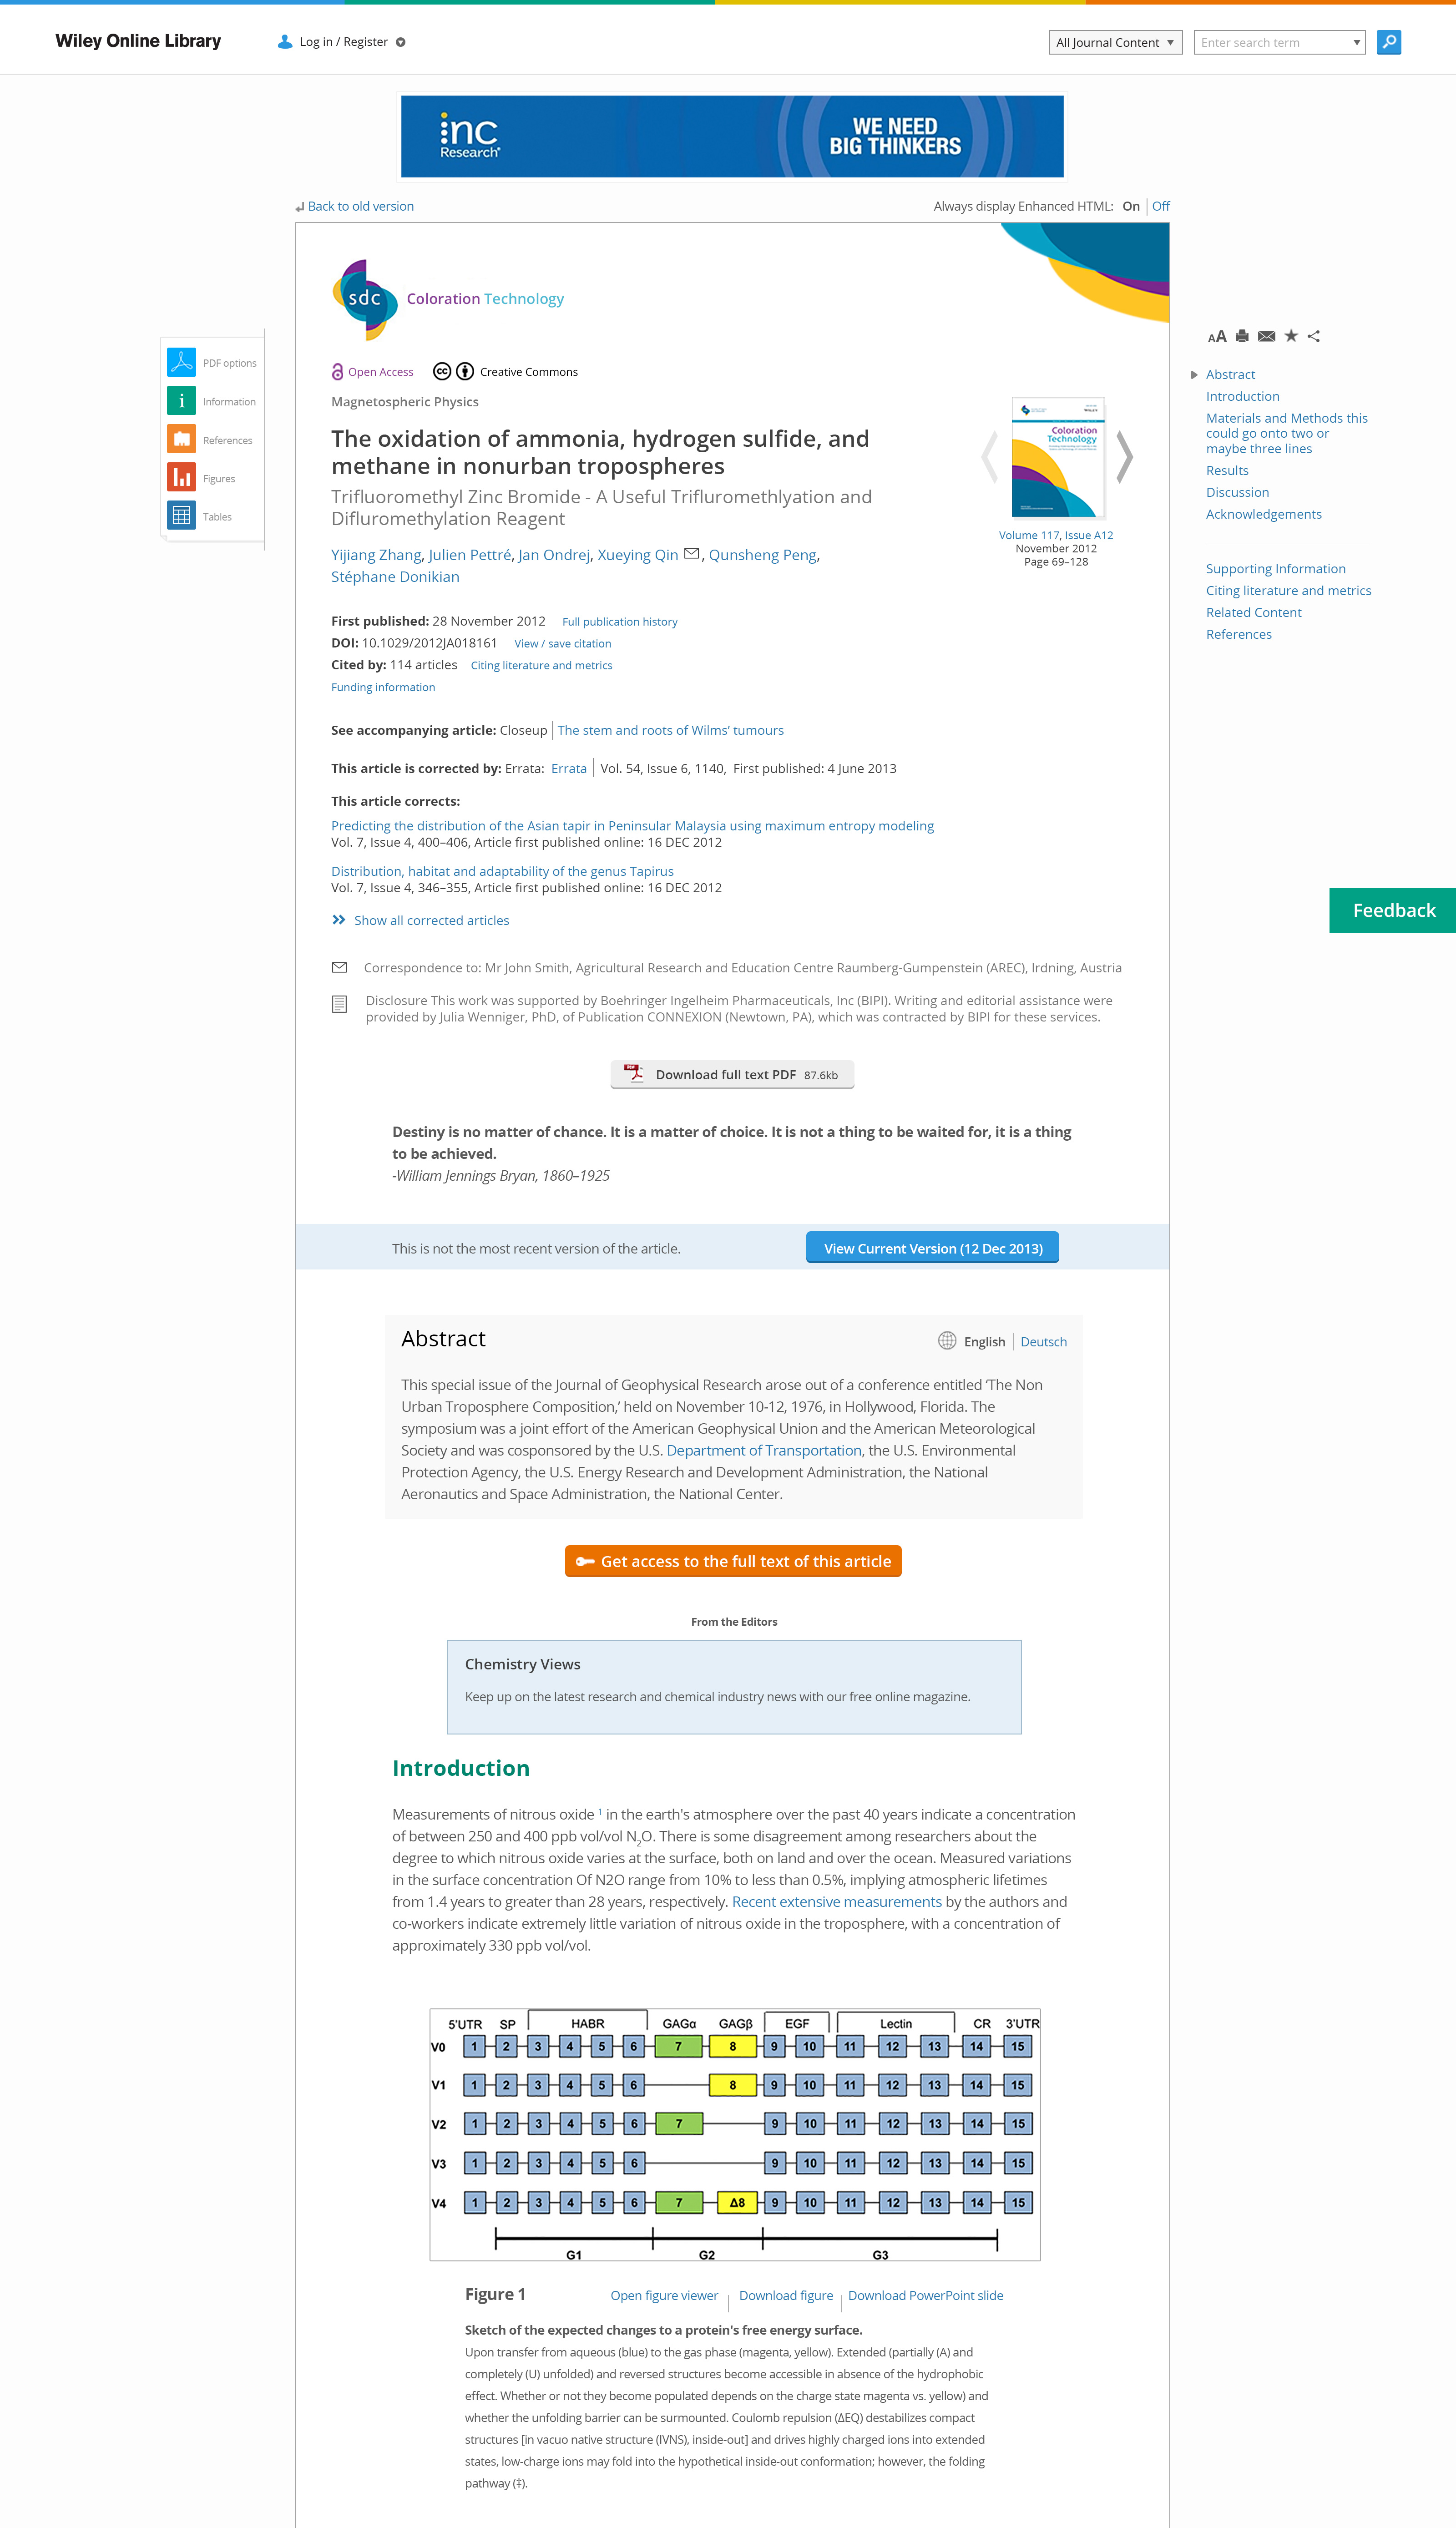 Wiley Online Library
Log in / Register
All Journal Content
Enter search term
inc
Research
WE NEED
BIG THINKERS
Back to old version
Always display Enhanced HTML: On | Off
sdc
Coloration Technology
PDF options
Information
References
Figures
Tables
Open Access
cc
Creative Commons
Magnetospheric Physics
The oxidation of ammonia, hydrogen sulfide, and
methane in nonurban tropospheres
Trifluoromethyl Zinc Bromide - A Useful Trifluromethlyation and
Difluromethylation Reagent
Yijiang Zhang, Julien Pettré, Jan Ondrej, Xueying Qin , Qunsheng Peng,
Stéphane Donikian
Coloration
Technology
Volume 117, Issue A12
November 2012
Page 69–128
AA
Abstract
Introduction
Materials and Methods this
could go onto two or
maybe three lines
Results
Discussion
Acknowledgements
Supporting Information
Citing literature and metrics
Related Content
References
First published: 28 November 2012 Full publication history
DOI: 10.1029/2012JA018161 View / save citation
Cited by: 114 articles Citing literature and metrics
Funding information
See accompanying article: Closeup | The stem and roots of Wilms’ tumours
This article is corrected by: Errata: Errata | Vol. 54, Issue 6, 1140, First published: 4 June 2013
This article corrects:
Predicting the distribution of the Asian tapir in Peninsular Malaysia using maximum entropy modeling
Vol. 7, Issue 4, 400–406, Article first published online: 16 DEC 2012
Distribution, habitat and adaptability of the genus Tapirus
Vol. 7, Issue 4, 346–355, Article first published online: 16 DEC 2012
Show all corrected articles
Feedback
Correspondence to: Mr John Smith, Agricultural Research and Education Centre Raumberg-Gumpenstein (AREC), Irdning, Austria
Disclosure This work was supported by Boehringer Ingelheim Pharmaceuticals, Inc (BIPI). Writing and editorial assistance were
provided by Julia Wenniger, PhD, of Publication CONNEXION (Newtown, PA), which was contracted by BIPI for these services.
Download full text PDF 87.6kb
Destiny is no matter of chance. It is a matter of choice. It is not a thing to be waited for, it is a thing
to be achieved.
-William Jennings Bryan, 1860–1925
This is not the most recent version of the article.
View Current Version (12 Dec 2013)
Abstract
English | Deutsch
This special issue of the Journal of Geophysical Research arose out of a conference entitled ‘The Non
Urban Troposphere Composition,’ held on November 10-12, 1976, in Hollywood, Florida. The
symposium was a joint effort of the American Geophysical Union and the American Meteorological
Society and was cosponsored by the U.S. Department of Transportation, the U.S. Environmental
Protection Agency, the U.S. Energy Research and Development Administration, the National
Aeronautics and Space Administration, the National Center.
Get access to the full text of this article
From the Editors
Chemistry Views
Keep up on the latest research and chemical industry news with our free online magazine.
Introduction
Measurements of nitrous oxide 1 in the earth's atmosphere over the past 40 years indicate a concentration
of between 250 and 400 ppb vol/vol N2O. There is some disagreement among researchers about the
degree to which nitrous oxide varies at the surface, both on land and over the ocean. Measured variations
in the surface concentration Of N2O range from 10% to less than 0.5%, implying atmospheric lifetimes
from 1.4 years to greater than 28 years, respectively. Recent extensive measurements by the authors and
co-workers indicate extremely little variation of nitrous oxide in the troposphere, with a concentration of
approximately 330 ppb vol/vol.
5'UTR SP HABR GAGα GAGβ EGF Lectin CR 3'UTR
V0 1 2 3 4 5 6 7 8 9 10 11 12 13 14 15
V1 1 2 3 4 5 6 8 9 10 11 12 13 14 15
V2 1 2 3 4 5 6 7 9 10 11 12 13 14 15
V3 1 2 3 4 5 6 9 10 11 12 13 14 15
V4 1 2 3 4 5 6 7 Δ8 9 10 11 12 13 14 15
G1 G2 G3
Figure 1
Open figure viewer | Download figure | Download PowerPoint slide
Sketch of the expected changes to a protein's free energy surface.
Upon transfer from aqueous (blue) to the gas phase (magenta, yellow). Extended (partially (A) and
completely (U) unfolded) and reversed structures become accessible in absence of the hydrophobic
effect. Whether or not they become populated depends on the charge state magenta vs. yellow) and
whether the unfolding barrier can be surmounted. Coulomb repulsion (ΔEQ) destabilizes compact
structures [in vacuo native structure (IVNS), inside-out] and drives highly charged ions into extended
states, low-charge ions may fold into the hypothetical inside-out conformation; however, the folding
pathway (‡).